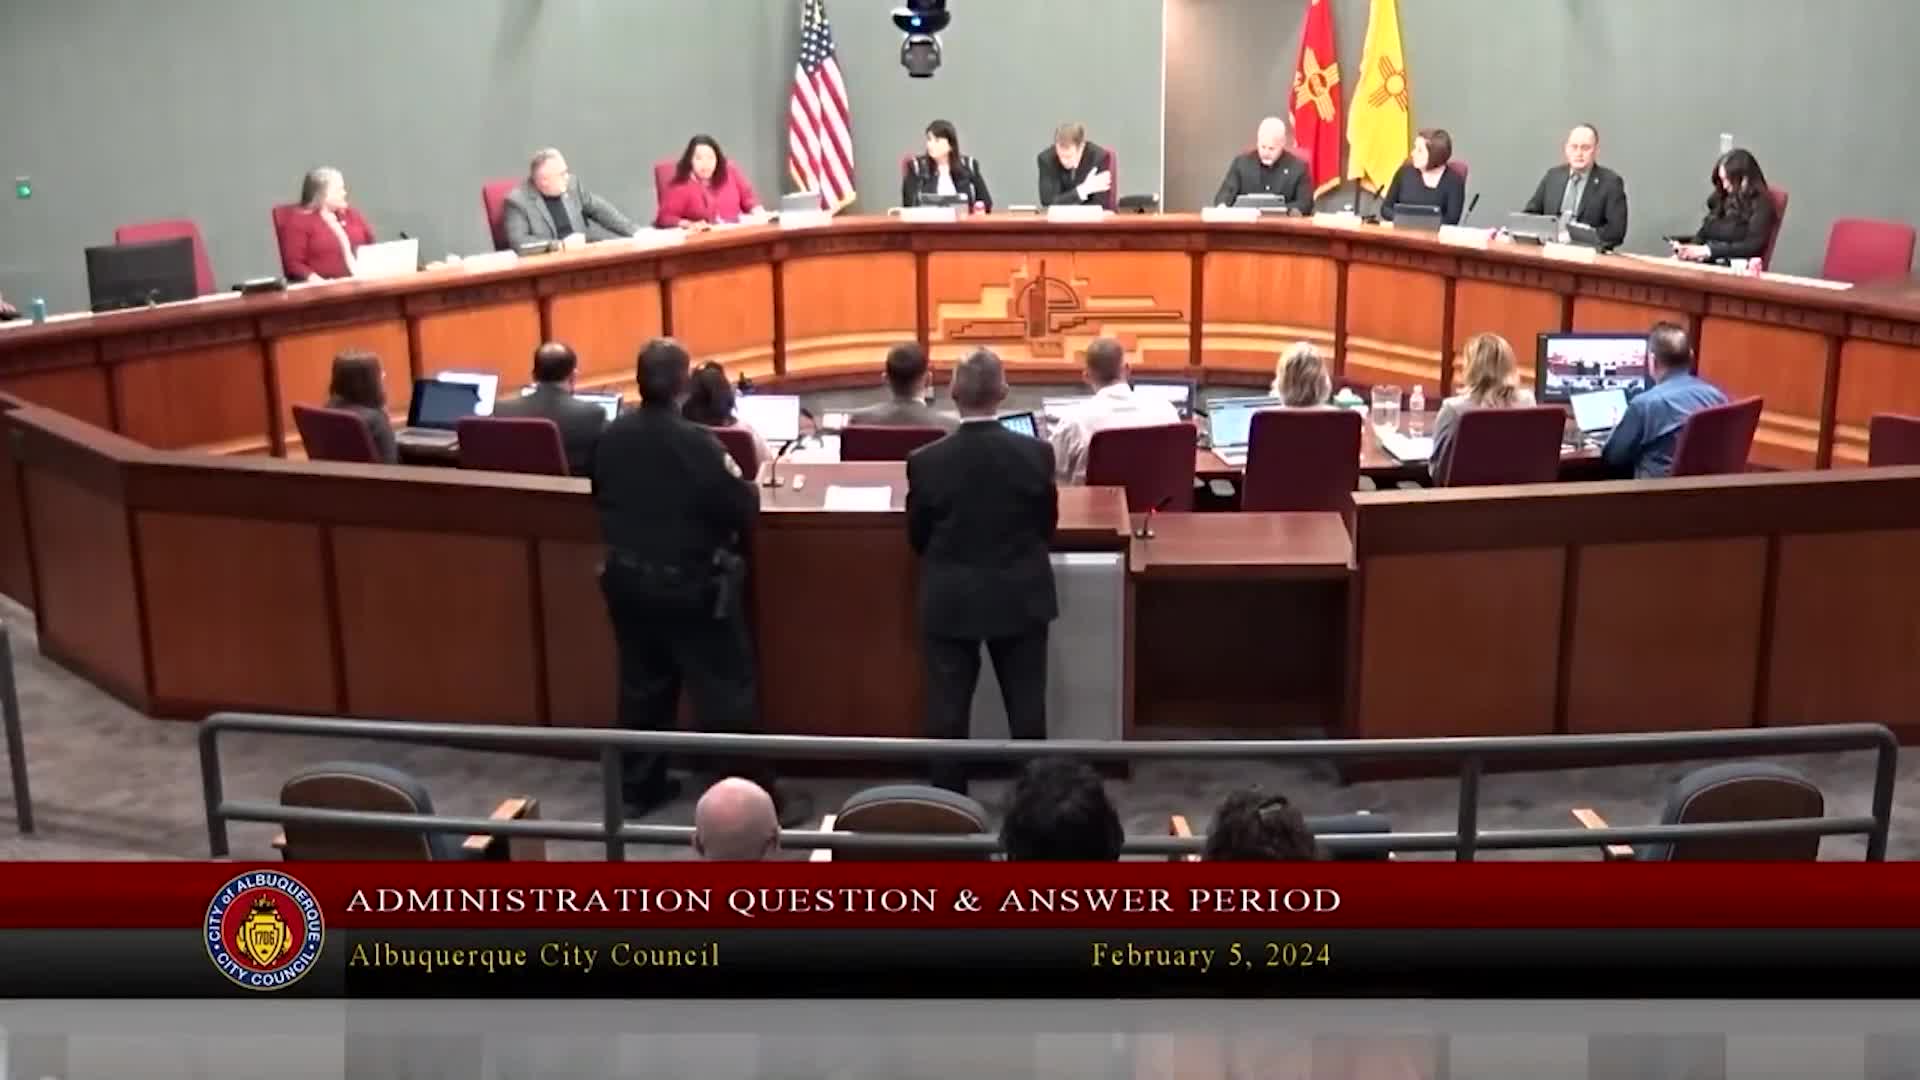 ADMINISTRATION QUESTION & ANSWER PERIOD
Albuquerque City Council
February 5, 2024
CITY of ALBUQUERQUE
1706
CITY COUNCIL